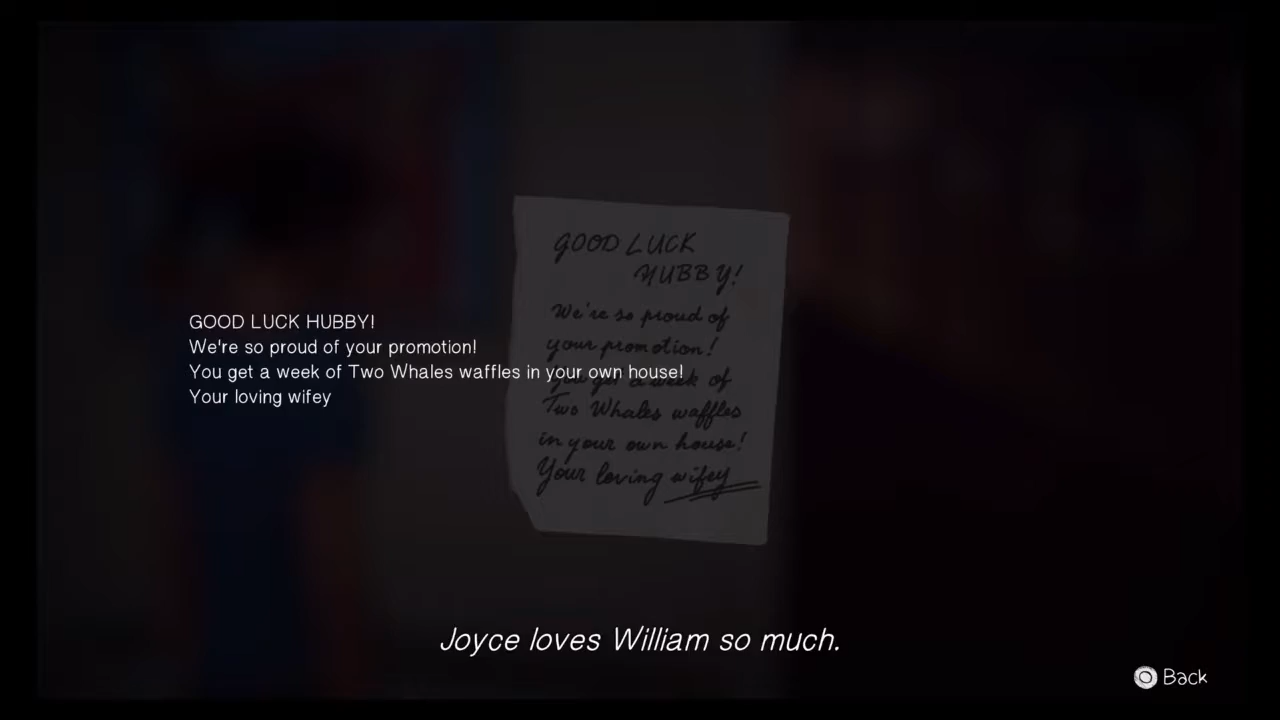 GOOD LUCK
HUBBY!
We're so proud of
your promotion!
You get a week of
Two Whales waffles
in your own house!
Your loving wifey
GOOD LUCK HUBBY!
We're so proud of your promotion!
You get a week of Two Whales waffles in your own house!
Your loving wifey
Joyce loves William so much.
Back